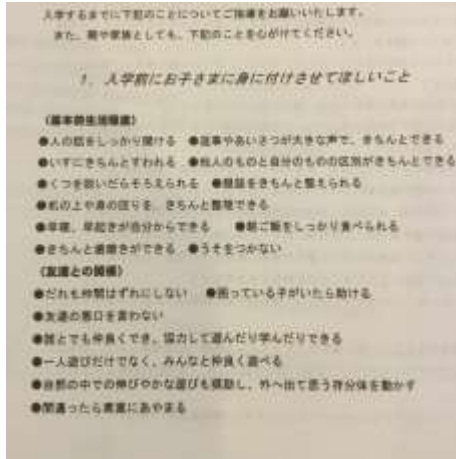 入学するまでに下記のことについてご指導をお願いいたします。
また、親や家族としても、下記のことを心がけてください。
1．入学前にお子さまに身に付けさせてほしいこと
《基本的生活習慣》
●人の話をしっかり聞ける ●返事やあいさつが大きな声で、きちんとできる
●いすにきちんとすわれる ●他人のものと自分のものの区別がきちんとできる
●くつを脱いだらそろえられる ●服装をきちんと整えられる
●机の上や身の回りを、きちんと整理できる
●早寝、早起きが自分からできる ●朝ご飯をしっかり食べられる
●きちんと歯磨きができる ●うそをつかない
《友達との関係》
●だれも仲間はずれにしない ●困っている子がいたら助ける
●友達の悪口を言わない
●誰とでも仲良くでき、協力して遊んだり学んだりできる
●一人遊びだけでなく、みんなと仲良く遊べる
●自然の中での伸びやかな遊びも奨励し、外へ出て思う存分体を動かす
●間違ったら素直にあやまる